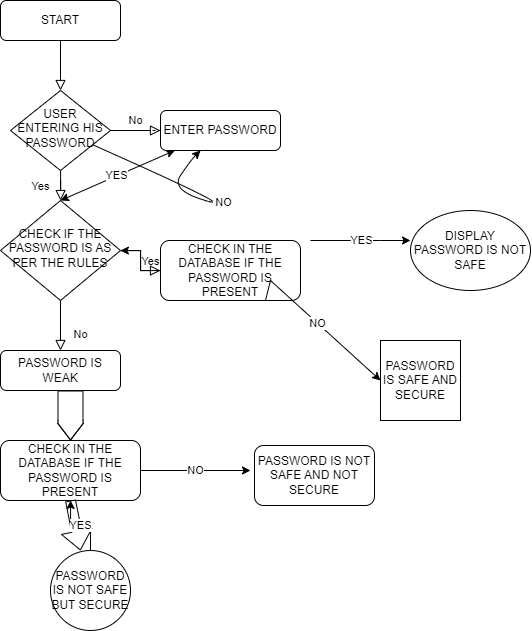 START
USER
ENTERING HIS
PASSWORD
No
ENTER PASSWORD
YES
NO
Yes
CHECK IF THE
PASSWORD IS AS
PER THE RULES
Yes
CHECK IN THE
DATABASE IF THE
PASSWORD IS
PRESENT
YES
DISPLAY
PASSWORD IS NOT
SAFE
NO
PASSWORD
IS SAFE AND
SECURE
No
PASSWORD IS
WEAK
CHECK IN THE
DATABASE IF THE
PASSWORD IS
PRESENT
NO
PASSWORD IS NOT
SAFE AND NOT
SECURE
YES
PASSWORD
IS NOT SAFE
BUT SECURE